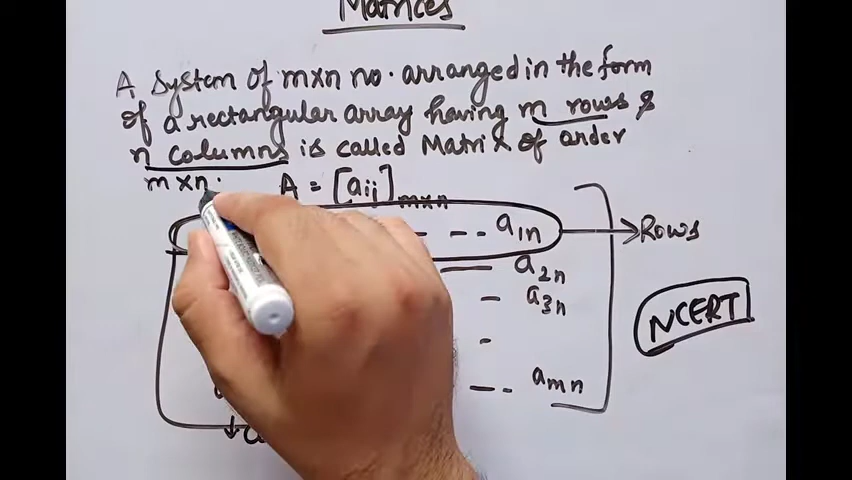 Matrices
A System of mxn no. arranged in the form
of a rectangular array having m rows &
n columns is called Matrix of order
mxn.
A = [aij]mxn
-- -- a1n
Rows
-- a2n
- a3n
NCERT
-
-- - amn